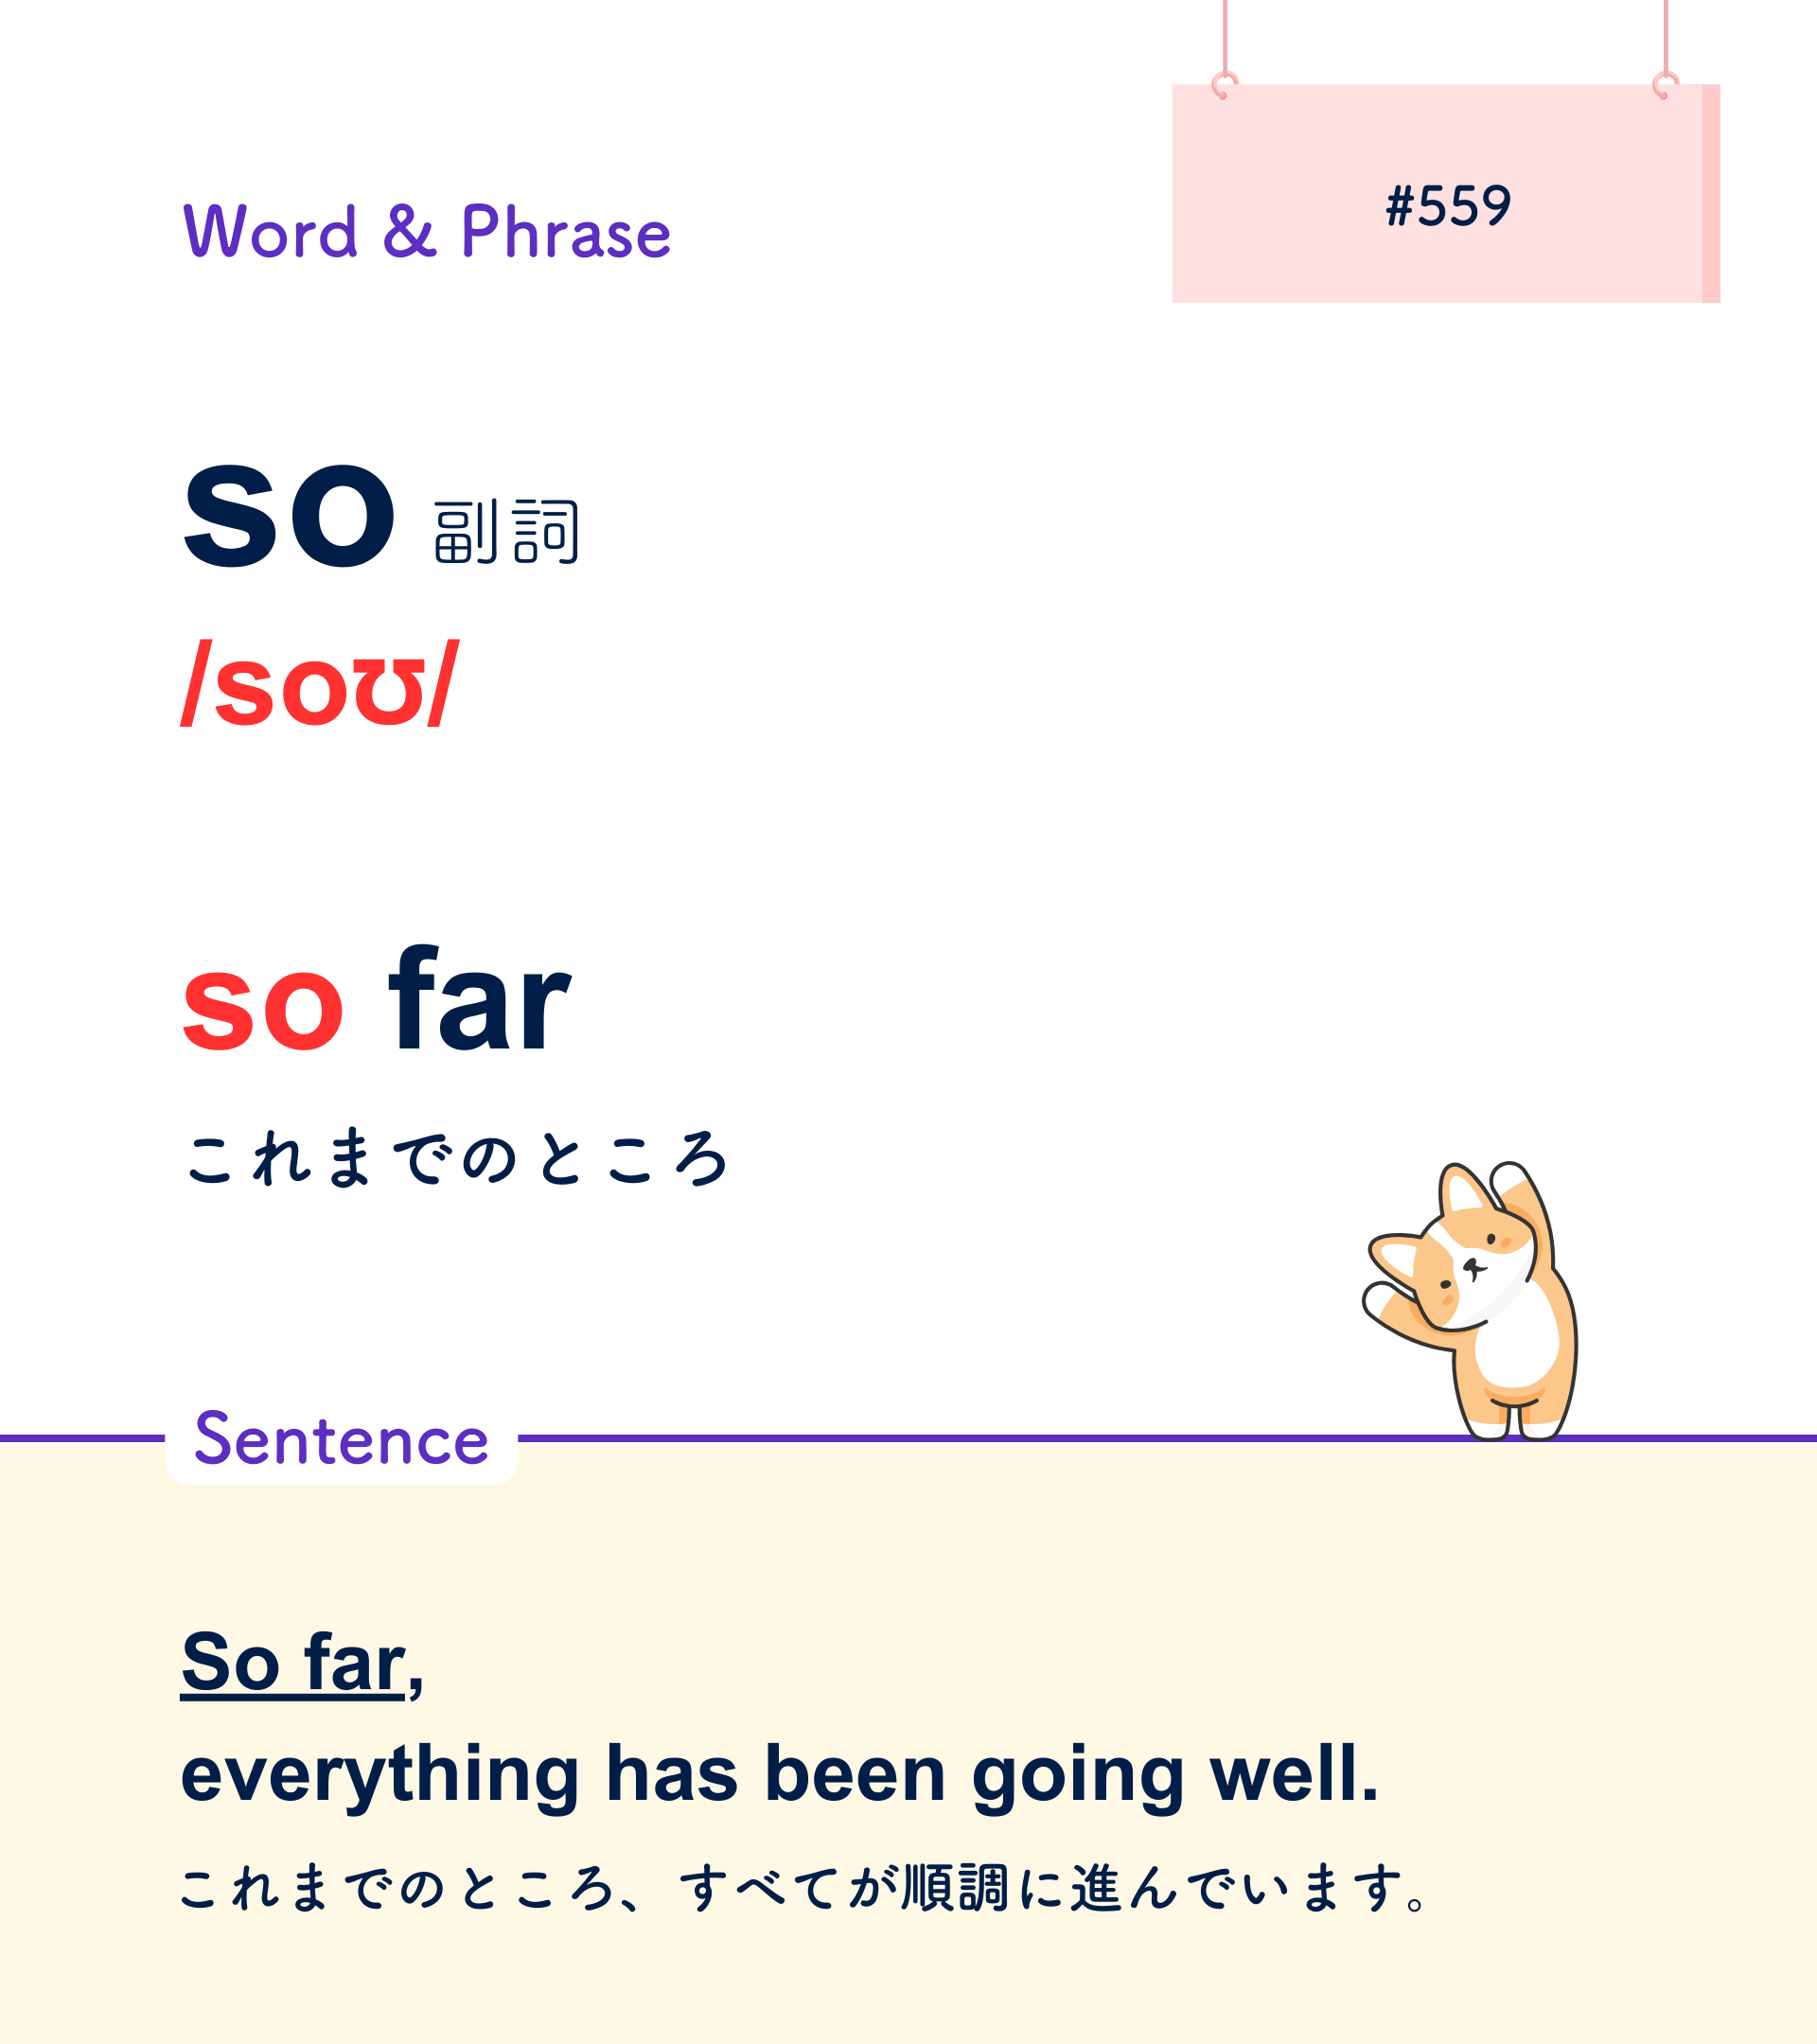 Word & Phrase
#559
so 副詞
/soʊ/
so far
これまでのところ
Sentence
So far,
everything has been going well.
これまでのところ、すべてが順調に進んでいます。